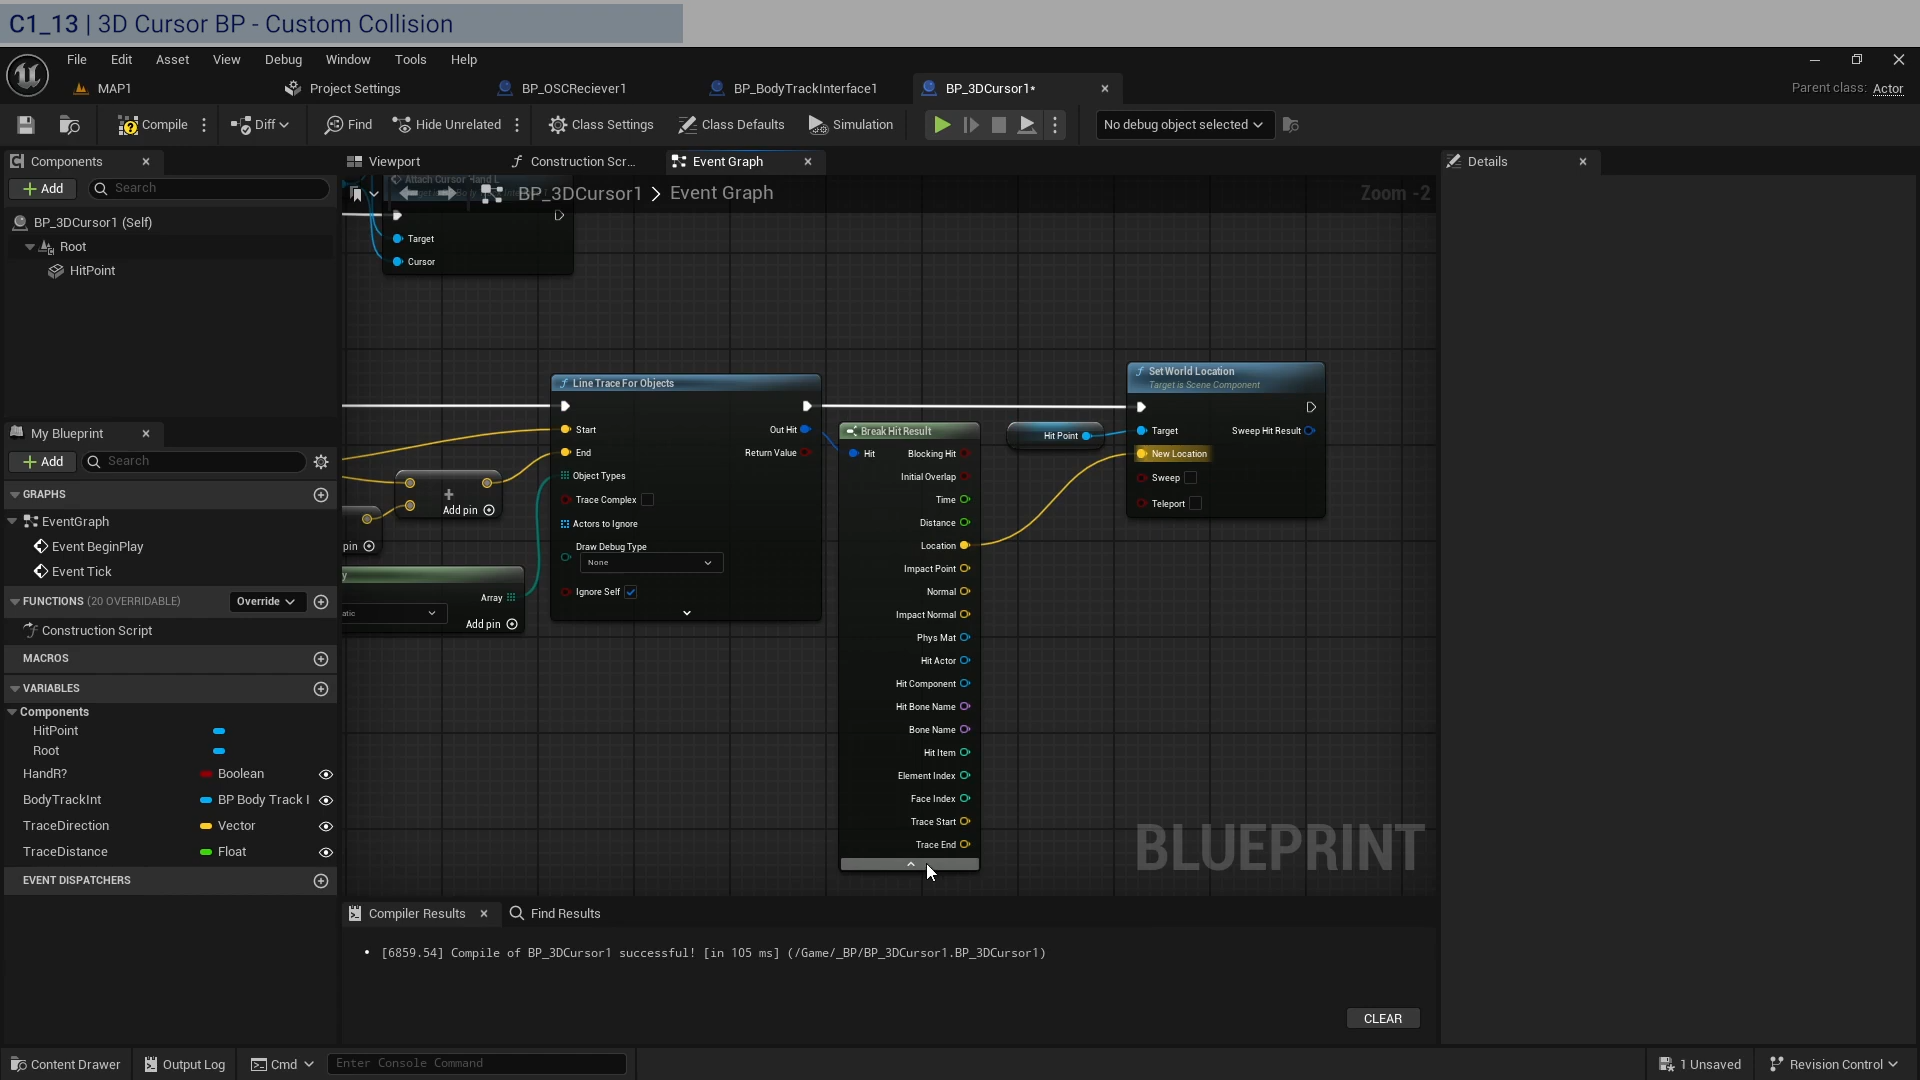 C1_13 | 3D Cursor BP - Custom Collision
File Edit Asset View Debug Window Tools Help
MAP1 Project Settings BP_OSCReciever1 BP_BodyTrackInterface1 BP_3DCursor1* Parent class: Actor
Compile Diff Find Hide Unrelated Class Settings Class Defaults Simulation No debug object selected
Components
Add Search
BP_3DCursor1 (Self)
Root
HitPoint
My Blueprint
Add Search
GRAPHS
EventGraph
Event BeginPlay
Event Tick
FUNCTIONS (20 OVERRIDABLE) Override
Construction Script
MACROS
VARIABLES
Components
HitPoint
Root
HandR? Boolean
BodyTrackInt BP Body Track I
TraceDirection Vector
TraceDistance Float
EVENT DISPATCHERS
Viewport Construction Scr... Event Graph
BP_3DCursor1 > Event Graph Zoom -2
Attach Cursor Hand L
Target
Cursor
pin
Add pin
Array
Add pin
Line Trace For Objects
Start
End
Object Types
Trace Complex
Actors to Ignore
Draw Debug Type
None
Ignore Self
Out Hit
Return Value
Break Hit Result
Hit
Blocking Hit
Initial Overlap
Time
Distance
Location
Impact Point
Normal
Impact Normal
Phys Mat
Hit Actor
Hit Component
Hit Bone Name
Bone Name
Hit Item
Element Index
Face Index
Trace Start
Trace End
Hit Point
Set World Location
Target is Scene Component
Target
New Location
Sweep
Teleport
Sweep Hit Result
BLUEPRINT
Compiler Results Find Results
• [6859.54] Compile of BP_3DCursor1 successful! [in 105 ms] (/Game/_BP/BP_3DCursor1.BP_3DCursor1)
CLEAR
Details
Content Drawer Output Log Cmd Enter Console Command 1 Unsaved Revision Control